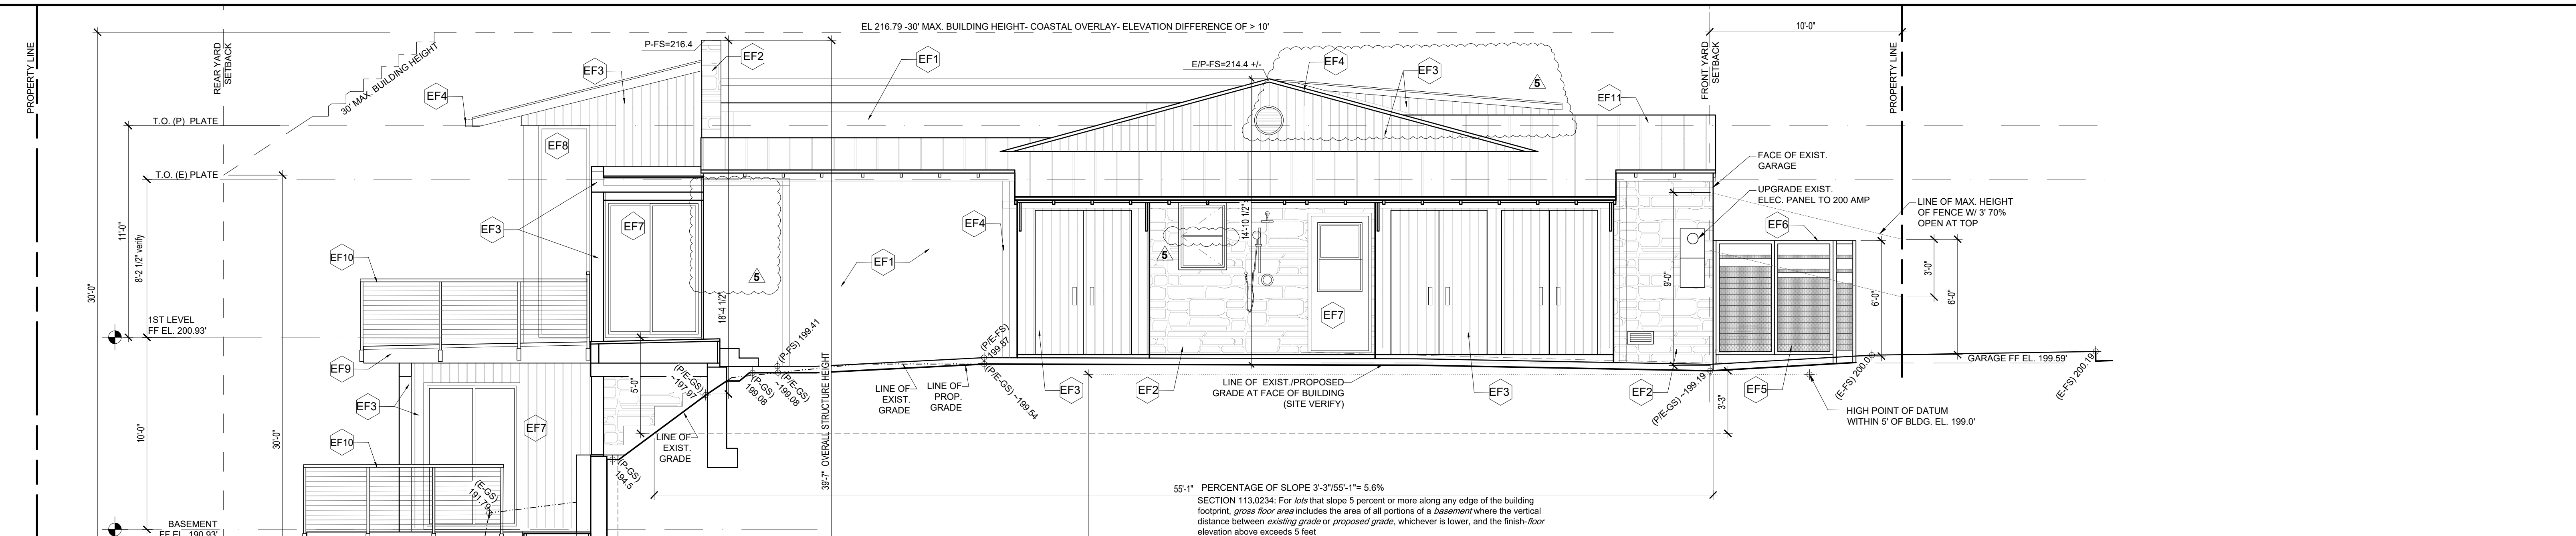 EL 216.79 -30' MAX. BUILDING HEIGHT- COASTAL OVERLAY- ELEVATION DIFFERENCE OF > 10'
10'-0"
PROPERTY LINE
REAR YARD
SETBACK
30' MAX. BUILDING HEIGHT
P-FS=216.4
EF2
EF1
EF3
EF4
E/P-FS=214.4 +/-
EF4
EF3
5
EF11
FRONT YARD
SETBACK
PROPERTY LINE
T.O. (P) PLATE
EF8
T.O. (E) PLATE
FACE OF EXIST.
GARAGE
UPGRADE EXIST.
ELEC. PANEL TO 200 AMP
LINE OF MAX. HEIGHT
OF FENCE W/ 3' 70%
OPEN AT TOP
EF3
EF7
EF4
EF6
11'-0"
8'-2 1/2" verify
30'-0"
EF10
EF1
5
5
14'-10 1/2"
18'-4 1/2"
9'-0"
6'-0"
3'-0"
6'-0"
EF7
1ST LEVEL
FF EL. 200.93'
EF9
(P-FS) 199.41
(P/E-FS)
199.87
(P/E-GS)
~197.97
(P-GS)
199.08
(P/E-GS)
~199.08
(P/E-GS) ~199.54
LINE OF
EXIST.
GRADE
LINE OF
PROP.
GRADE
EF3
EF2
LINE OF EXIST./PROPOSED
GRADE AT FACE OF BUILDING
(SITE VERIFY)
EF3
EF2
(P/E-GS) ~199.19
3'-3"
EF5
(E-FS) 200.0
GARAGE FF EL. 199.59'
(E-FS) 200.19
HIGH POINT OF DATUM
WITHIN 5' OF BLDG. EL. 199.0'
5'-0"
EF3
EF7
EF10
10'-0"
30'-0"
LINE OF
EXIST.
GRADE
(P-GS)
194.5
(E-GS)
191.79
39'-7" OVERALL STRUCTURE HEIGHT
BASEMENT
FF EL. 190.93'
55'-1" PERCENTAGE OF SLOPE 3'-3"/55'-1"= 5.6%
SECTION 113.0234: For lots that slope 5 percent or more along any edge of the building
footprint, gross floor area includes the area of all portions of a basement where the vertical
distance between existing grade or proposed grade, whichever is lower, and the finish-floor
elevation above exceeds 5 feet